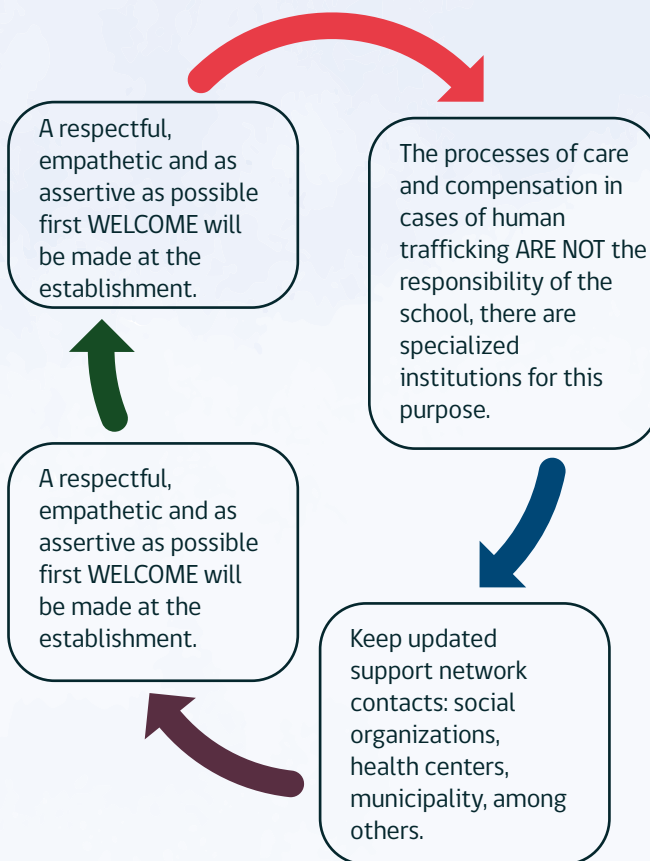 A respectful,
empathetic and as
assertive as possible
first WELCOME will
be made at the
establishment.
The processes of care
and compensation in
cases of human
trafficking ARE NOT the
responsibility of the
school, there are
specialized
institutions for this
purpose.
Keep updated
support network
contacts: social
organizations,
health centers,
municipality, among
others.
A respectful,
empathetic and as
assertive as possible
first WELCOME will
be made at the
establishment.